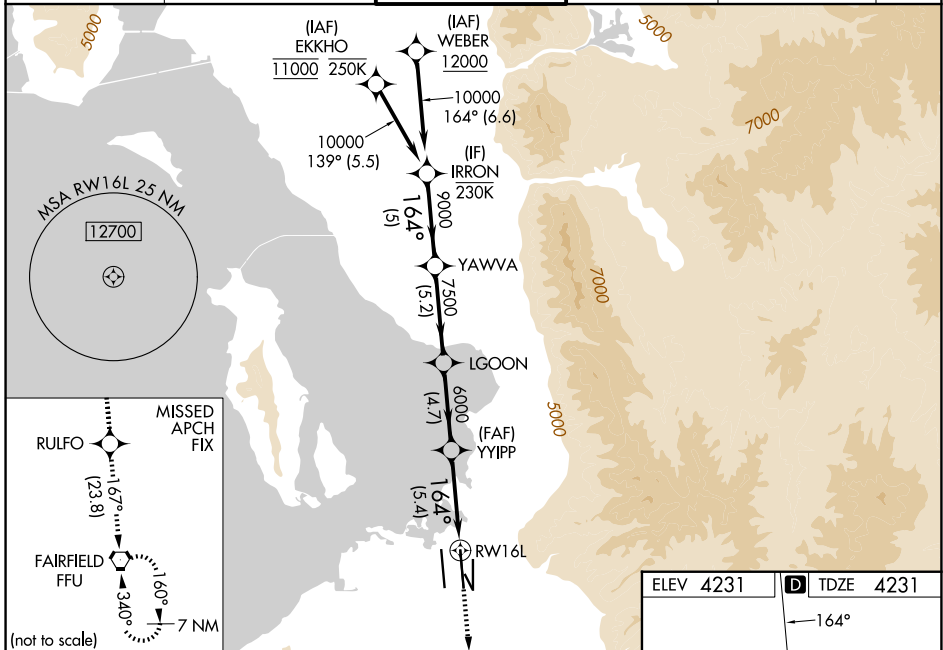 5000
(IAF)
EKKHO
11000 250K
(IAF)
WEBER
12000
5000
10000
164° (6.6)
7000
10000
139° (5.5)
(IF)
IRRON
230K
MSA RW16L 25 NM
12700
9000
164°
(5)
YAWVA
7500
(5.2)
7000
LGOON
6000
(4.7)
5000
(FAF)
YYIPP
MISSED
APCH
FIX
RULFO
167°
(23.8)
164°
(5.4)
RW16L
FAIRFIELD
FFU
160°
340°
7 NM
(not to scale)
ELEV 4231
D TDZE 4231
164°